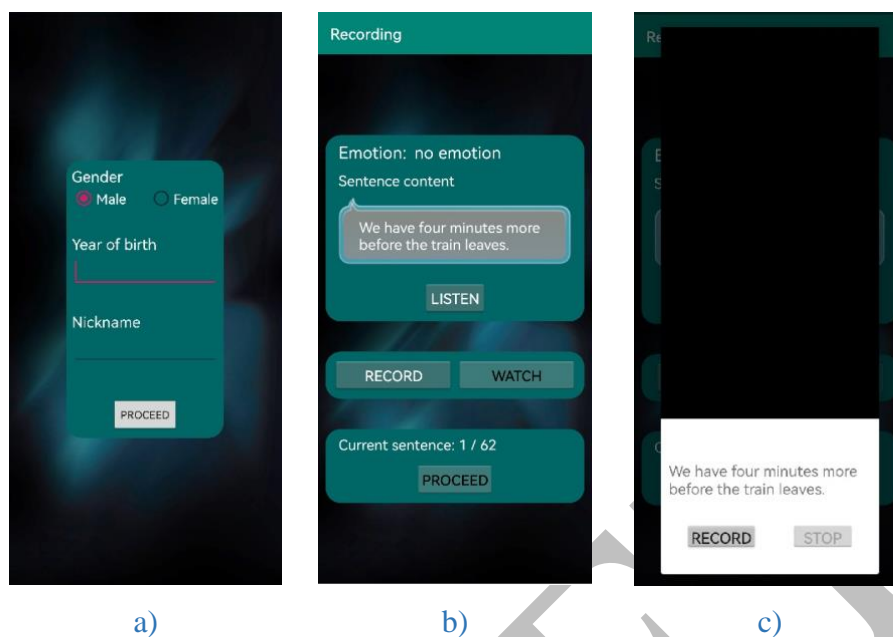 Gender
Male Female
Year of birth
Nickname
PROCEED
a)
Recording
Emotion: no emotion
Sentence content
We have four minutes more
before the train leaves.
LISTEN
RECORD WATCH
Current sentence: 1 / 62
PROCEED
b)
Re
E
S
C
We have four minutes more
before the train leaves.
RECORD STOP
c)